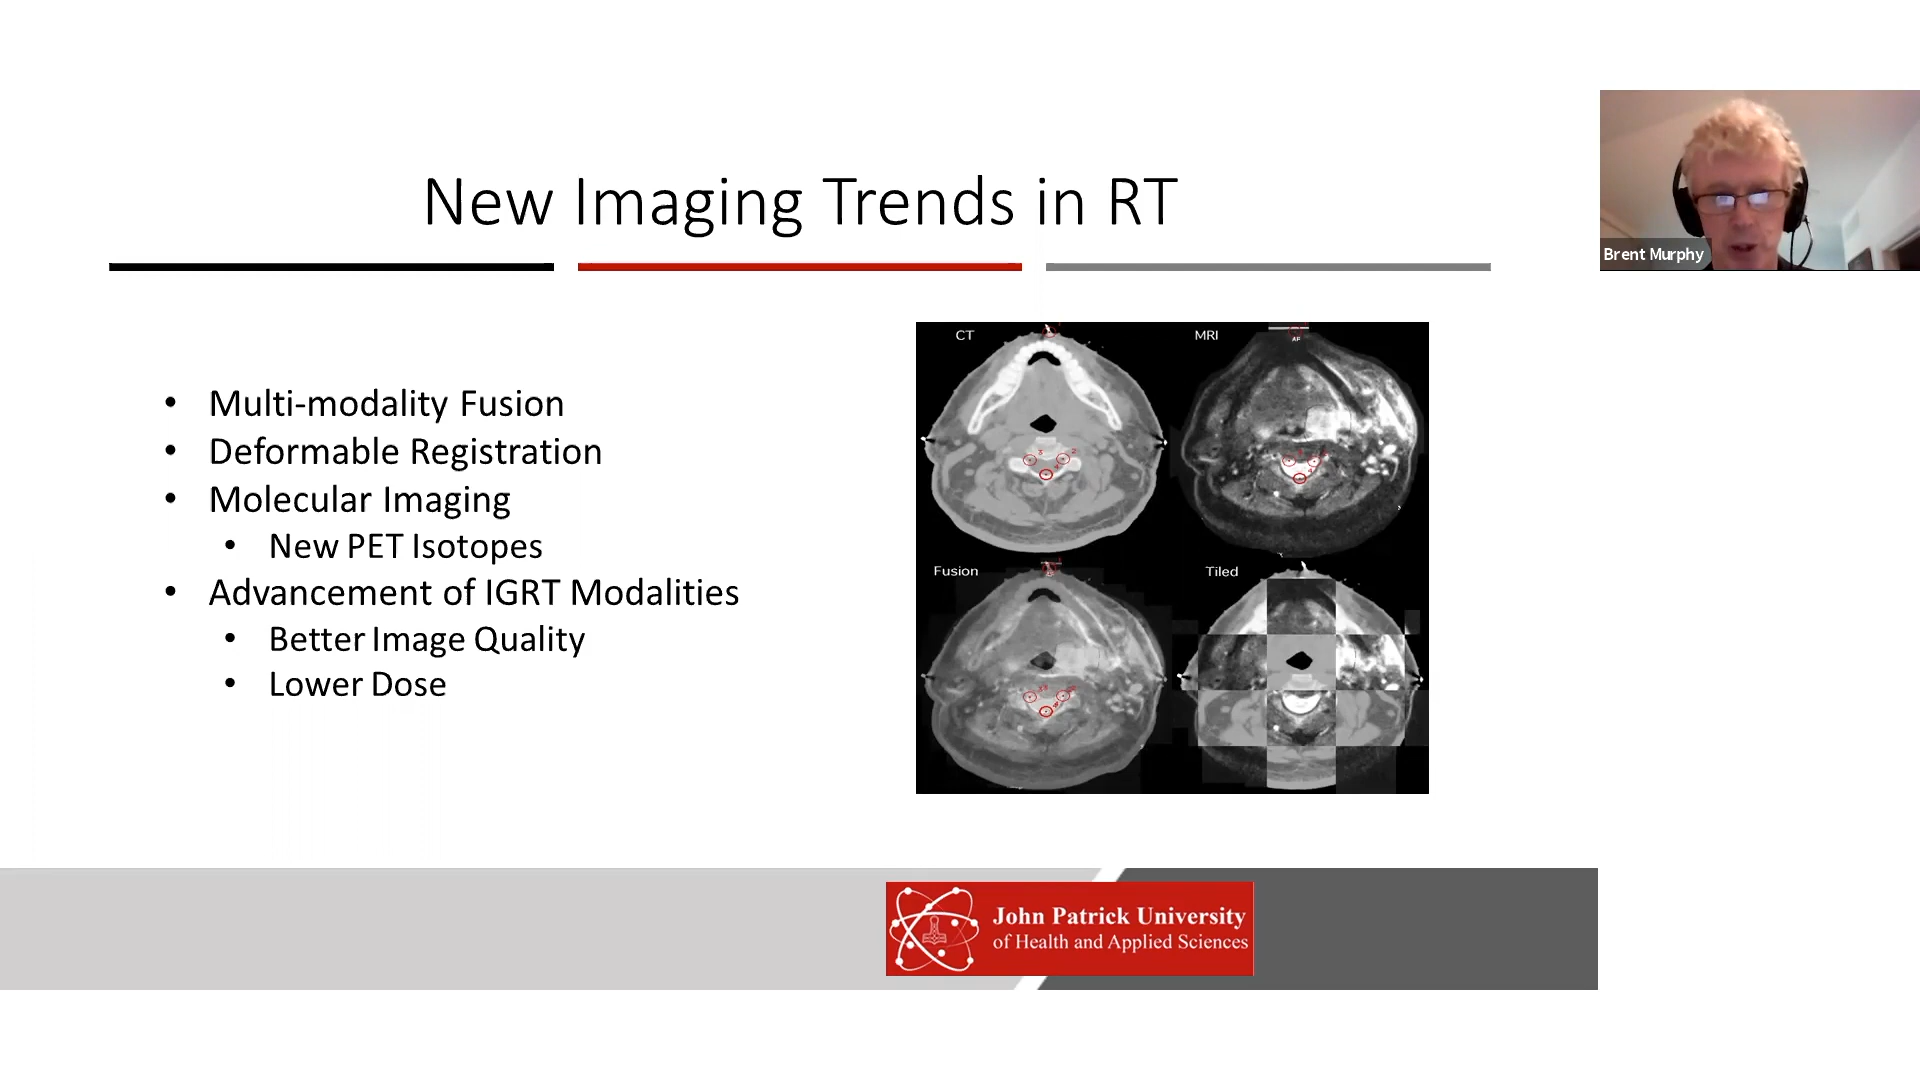 New Imaging Trends in RT
Brent Murphy
• Multi-modality Fusion
• Deformable Registration
• Molecular Imaging
• New PET Isotopes
• Advancement of IGRT Modalities
• Better Image Quality
• Lower Dose
CT
MRI
Fusion
Tiled
John Patrick University
of Health and Applied Sciences